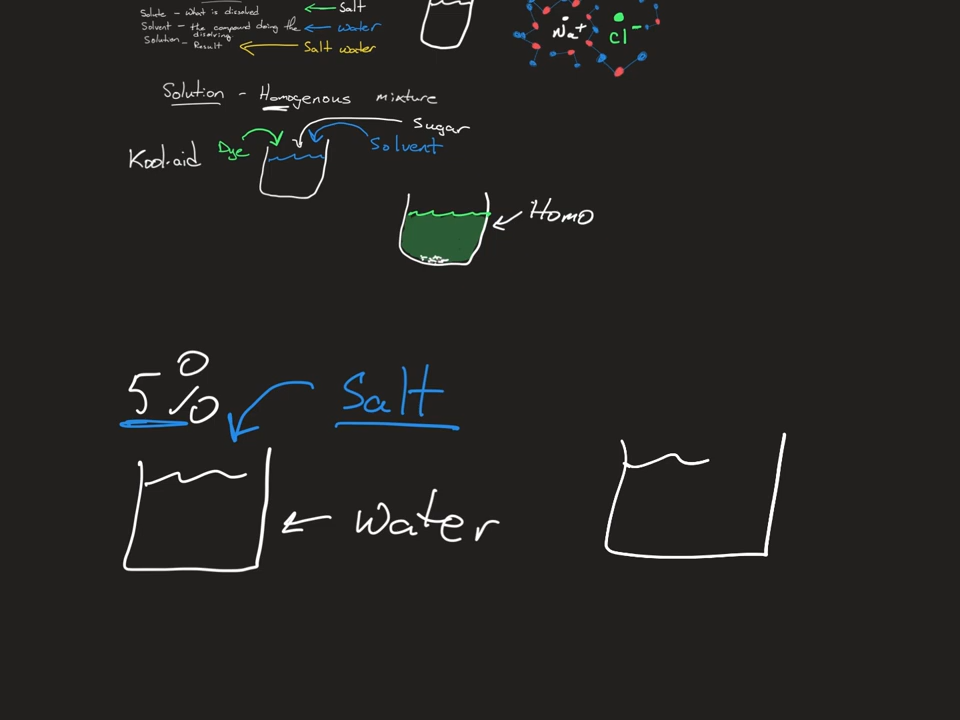 Solute - What is dissolved ← Salt
Solvent - the compound doing the ← water
dissolving
Solution - Result ← Salt water
Na+
Cl-
Solution - Homogenous mixture
Sugar
Kool-aid Dye Solvent
Homo
5%
Salt
← water